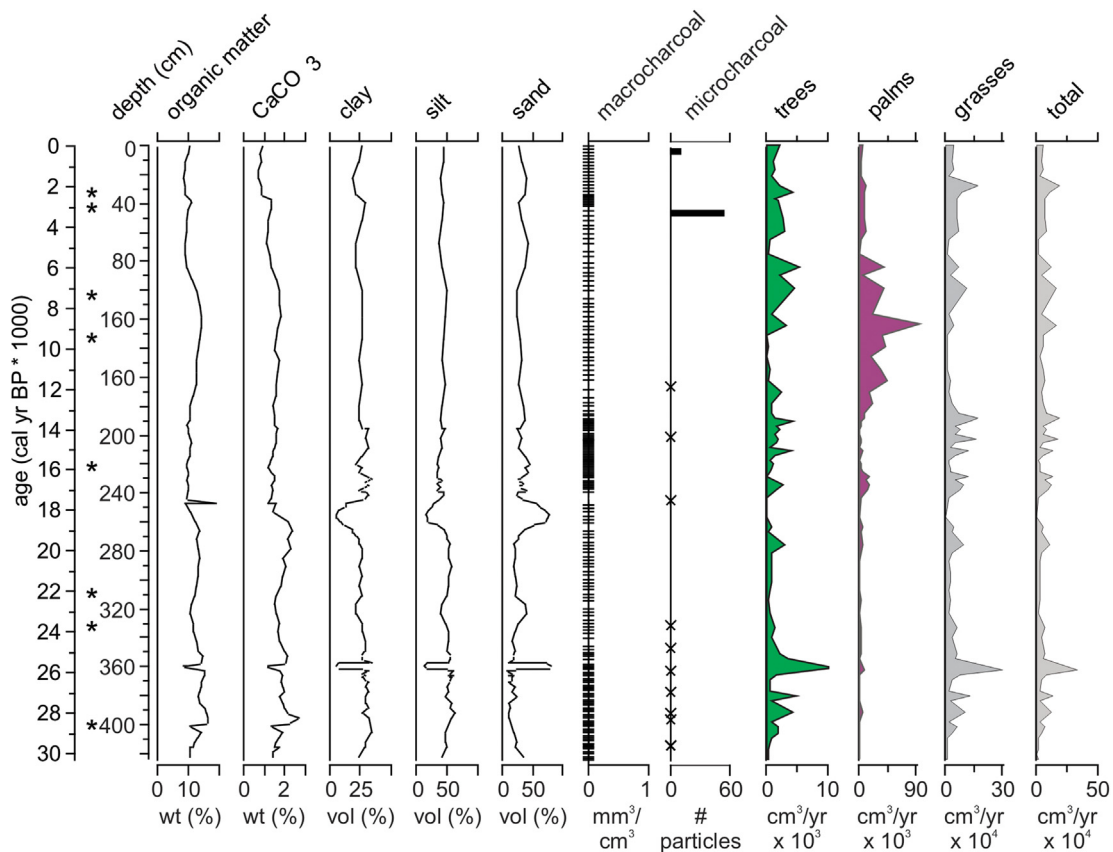 depth (cm)
organic matter
CaCO 3
clay
silt
sand
macrocharcoal
microcharcoal
trees
palms
grasses
total
age (cal yr BP * 1000)
0
2
4
6
8
10
12
14
16
18
20
22
24
26
28
30
*
*
*
*
*
*
*
*
0
40
80
160
160
200
240
280
320
360
400
0 10
0 2
0 25
0 50
0 50
0 1
0 60
0 10
0 90
0 30
0 50
wt (%)
wt (%)
vol (%)
vol (%)
vol (%)
mm³/
cm³
#
particles
cm³/yr
x 10³
cm³/yr
x 10³
cm³/yr
x 10⁴
cm³/yr
x 10⁴